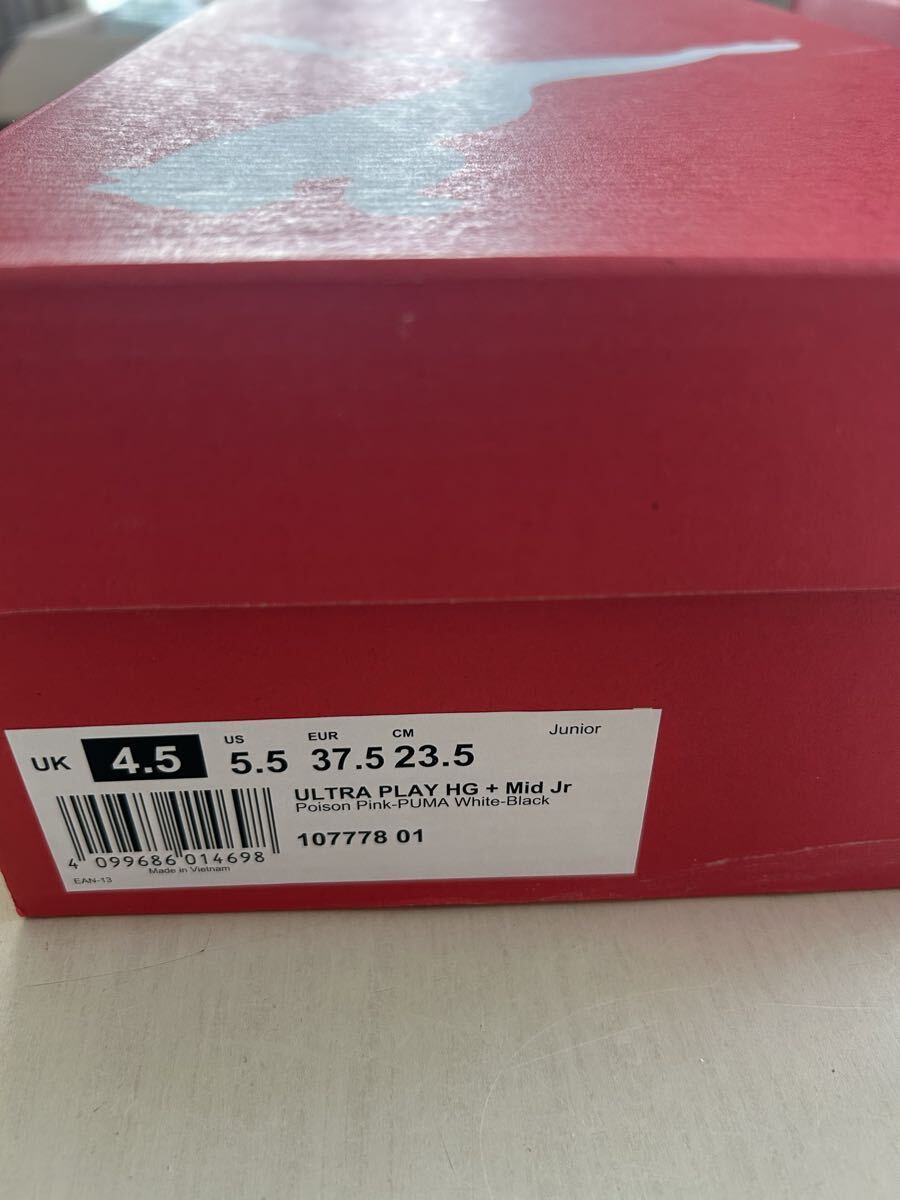 UK 4.5 US 5.5 EUR 37.5 CM 23.5 Junior
ULTRA PLAY HG + Mid Jr
Poison Pink-PUMA White-Black
107778 01
4 099686 014698
Made in Vietnam
EAN-13